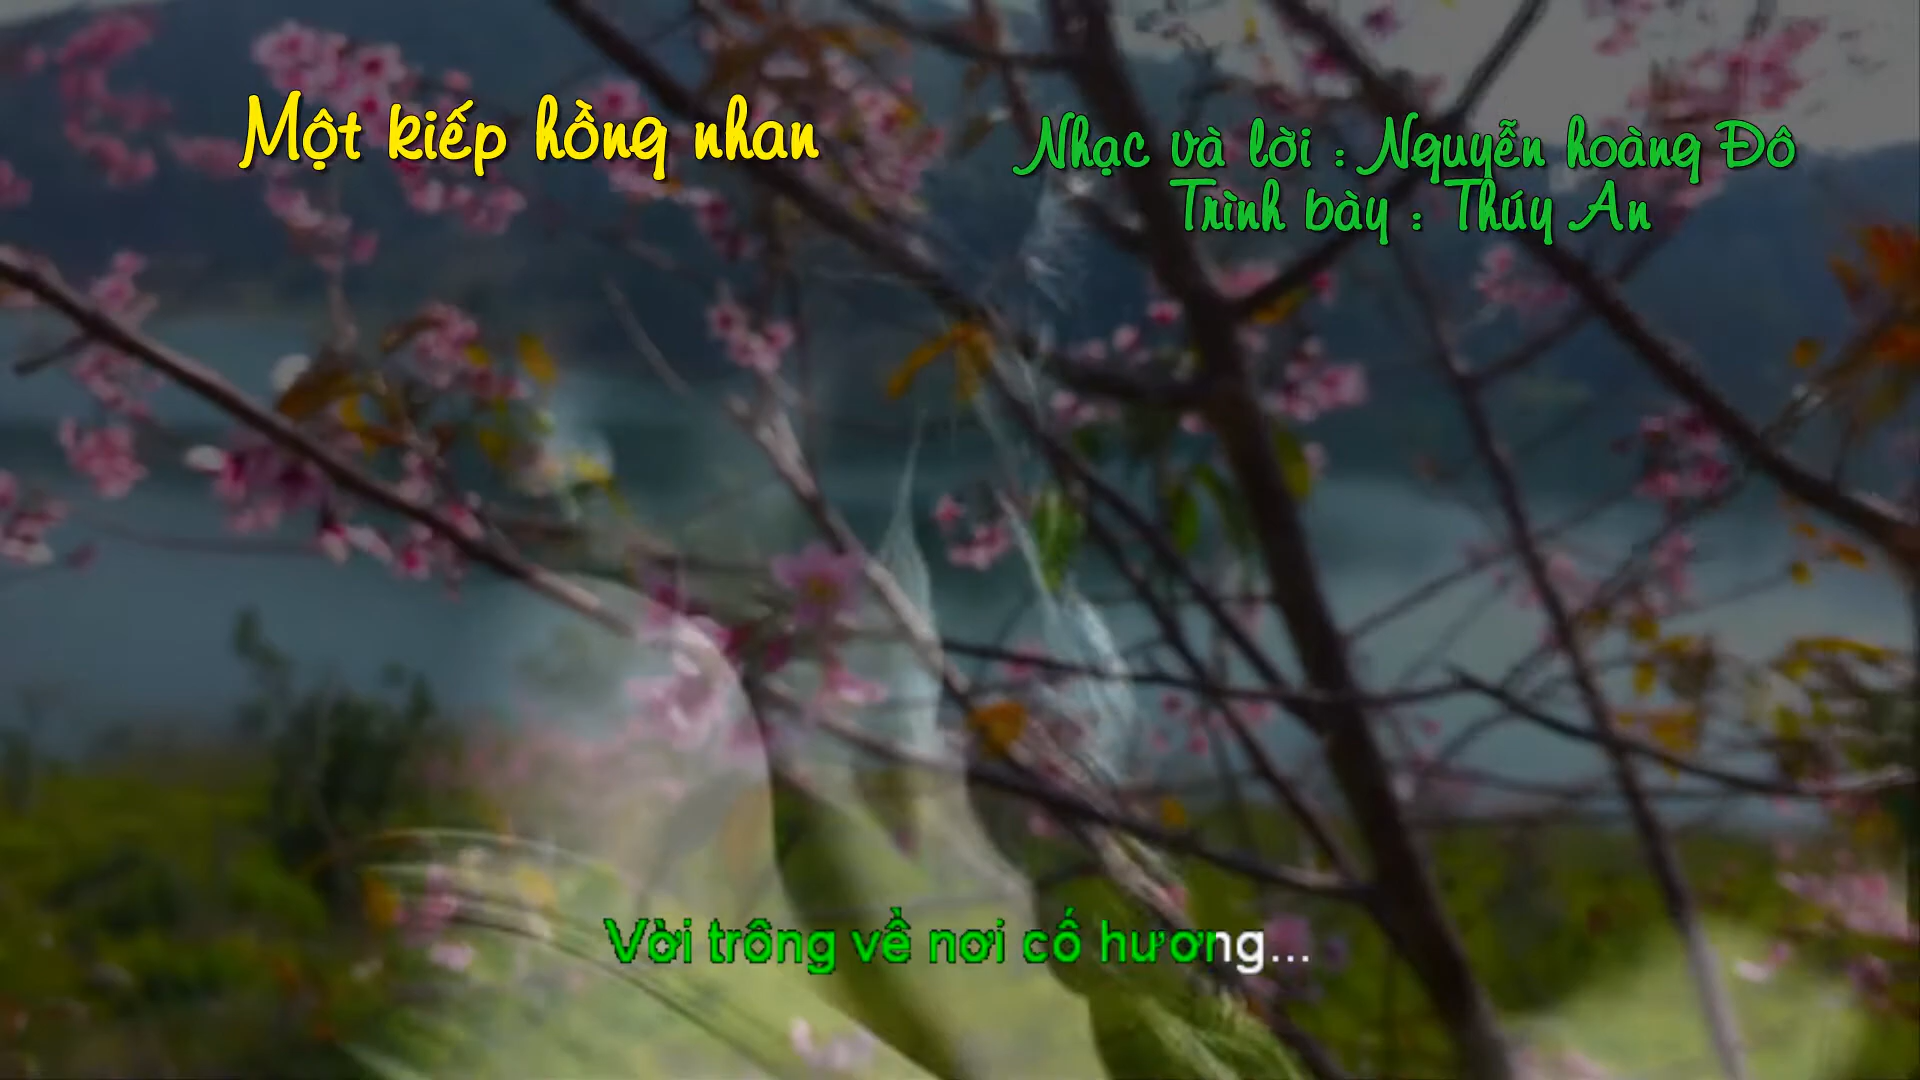 Một kiếp hồng nhan
Nhạc và lời : Nguyễn hoàng Đô
Trình bày : Thúy An
Vời trông về nơi cố hương...